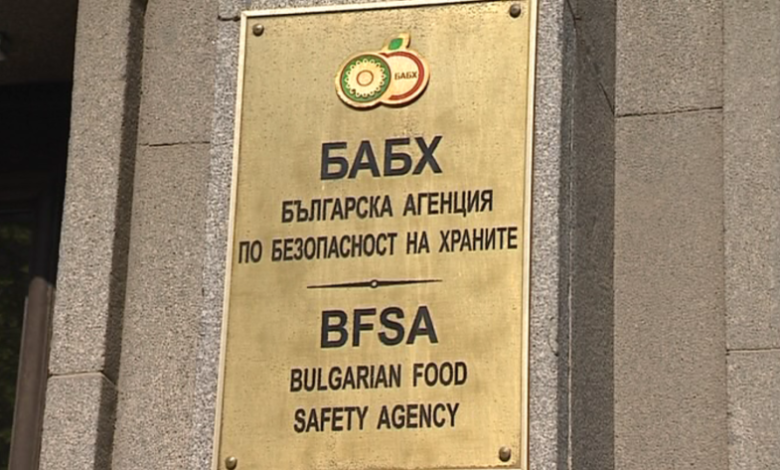 БАБХ
БАБХ
БЪЛГАРСКА АГЕНЦИЯ
ПО БЕЗОПАСНОСТ НА ХРАНИТЕ
BFSA
BULGARIAN FOOD
SAFETY AGENCY